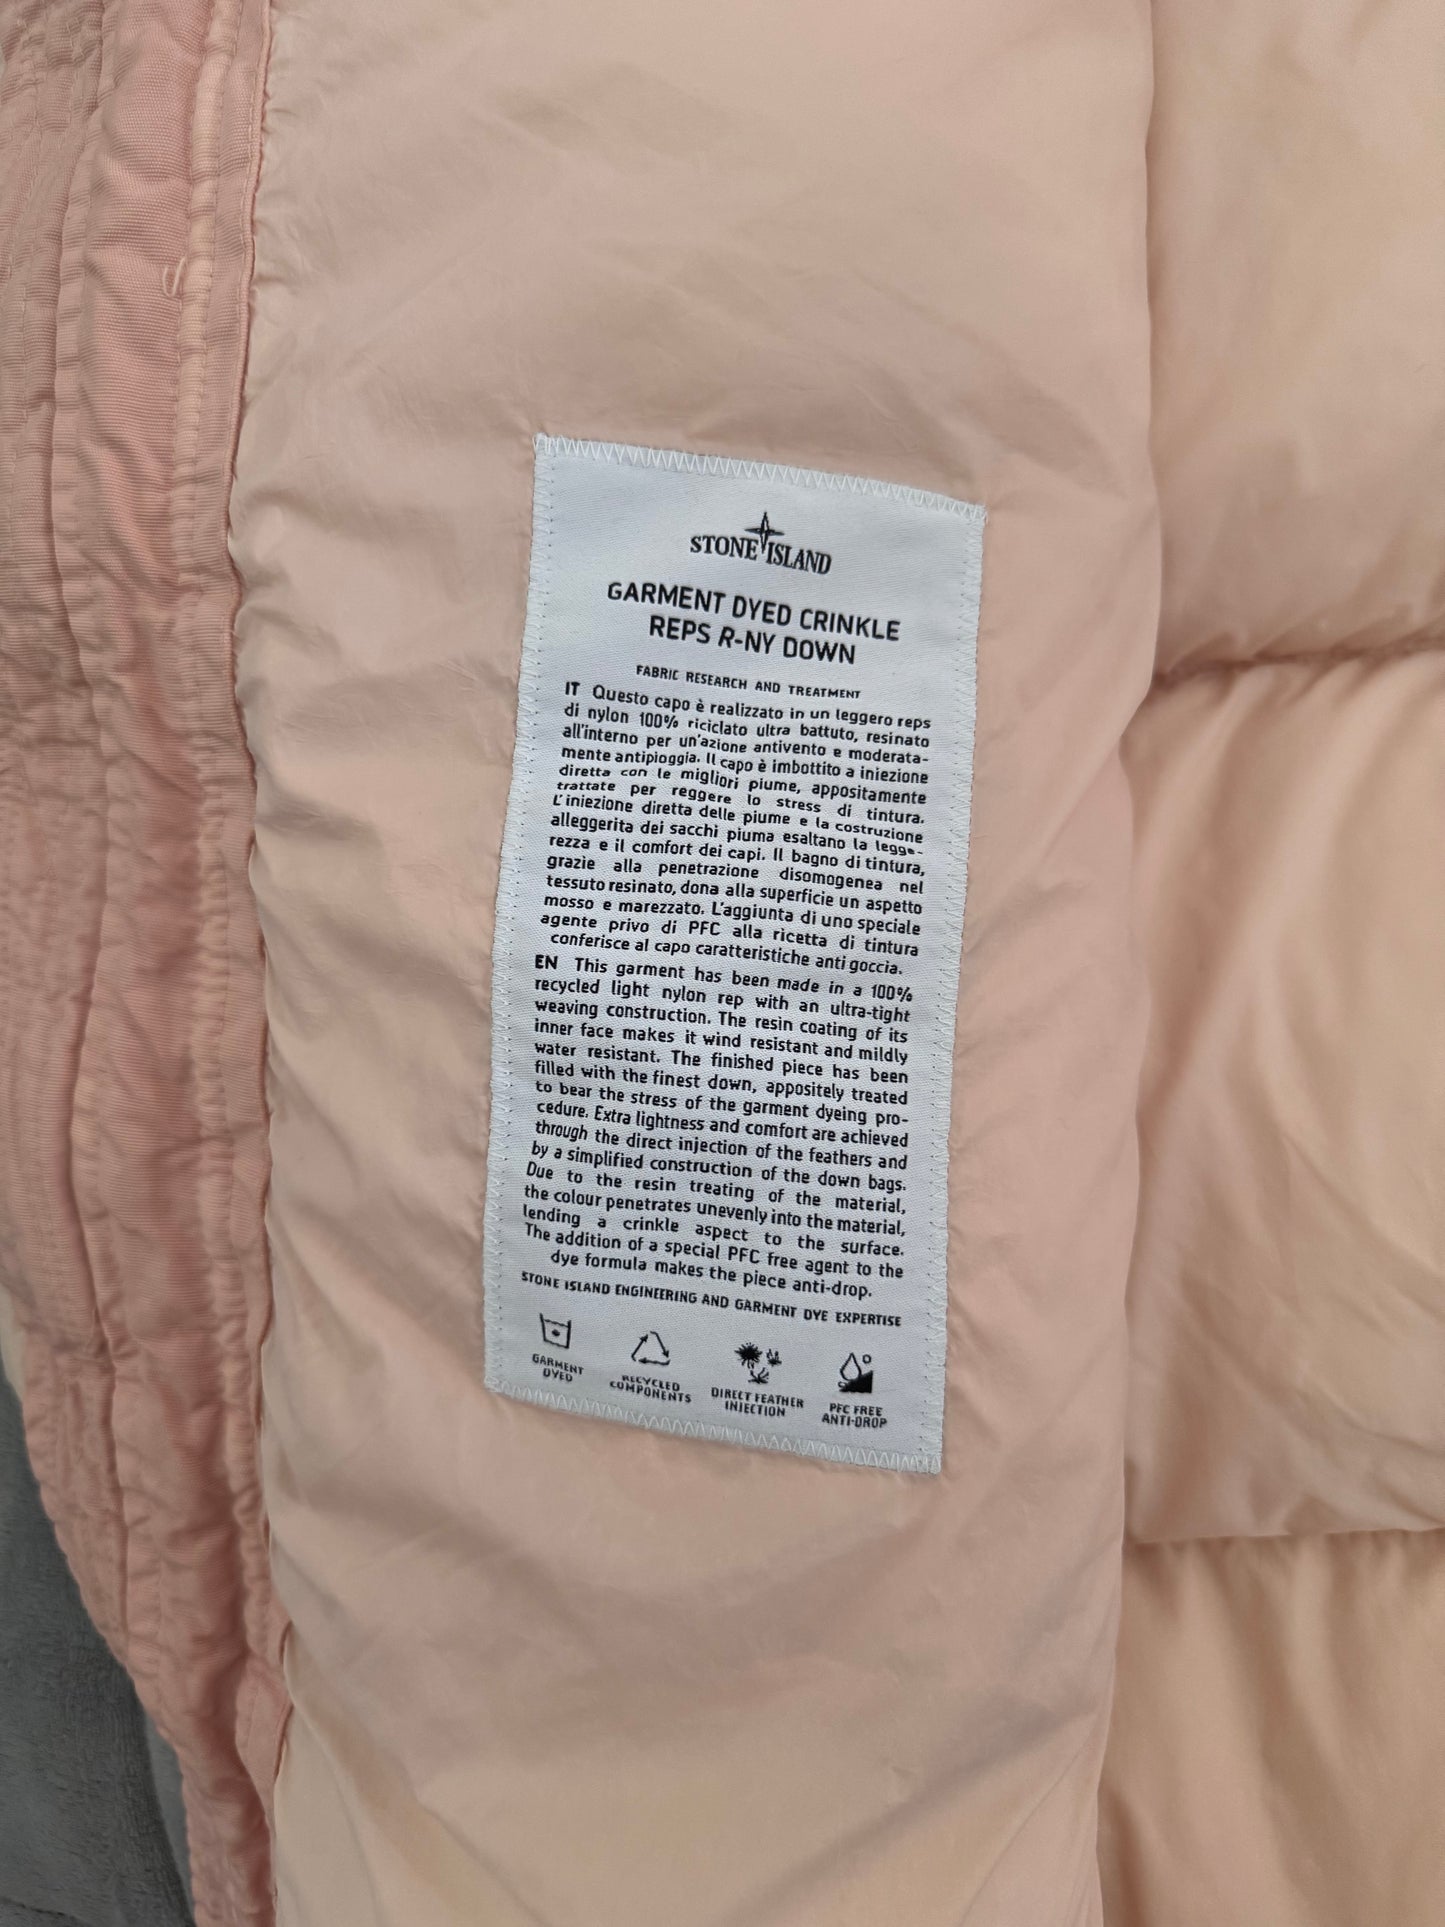 STONE ISLAND
GARMENT DYED CRINKLE
REPS R-NY DOWN
FABRIC RESEARCH AND TREATMENT
IT Questo capo è realizzato in un leggero reps
di nylon 100% riciclato ultra battuto, resinato
all'interno per un'azione antivento e moderata-
mente antipioggia. Il capo è imbottito a iniezione
diretta con le migliori piume, appositamente
trattate per reggere lo stress di tintura.
L'iniezione diretta delle piume e la costruzione
alleggerita dei sacchi piuma esaltano la legge-
rezza e il comfort dei capi. Il bagno di tintura,
grazie alla penetrazione disomogenea nel
tessuto resinato, dona alla superficie un aspetto
mosso e marezzato. L'aggiunta di uno speciale
agente privo di PFC alla ricetta di tintura
conferisce al capo caratteristiche anti goccia.
EN This garment has been made in a 100%
recycled light nylon rep with an ultra-tight
weaving construction. The resin coating of its
inner face makes it wind resistant and mildly
water resistant. The finished piece has been
filled with the finest down, appositely treated
to bear the stress of the garment dyeing pro-
cedure. Extra lightness and comfort are achieved
through the direct injection of the feathers and
by a simplified construction of the down bags.
Due to the resin treating of the material,
the colour penetrates unevenly into the material,
lending a crinkle aspect to the surface.
The addition of a special PFC free agent to the
dye formula makes the piece anti-drop.
STONE ISLAND ENGINEERING AND GARMENT DYE EXPERTISE
GARMENT
DYED
RECYCLED
COMPONENTS
DIRECT FEATHER
INJECTION
PFC FREE
ANTI-DROP